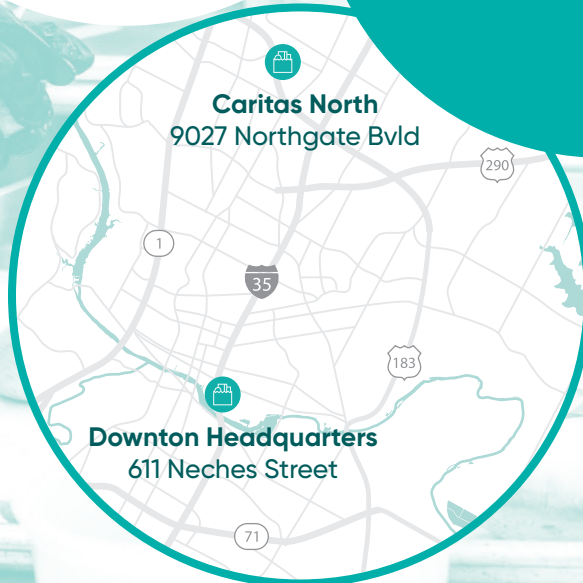 Caritas North
9027 Northgate Bvld
290
1
35
183
Downton Headquarters
611 Neches Street
71